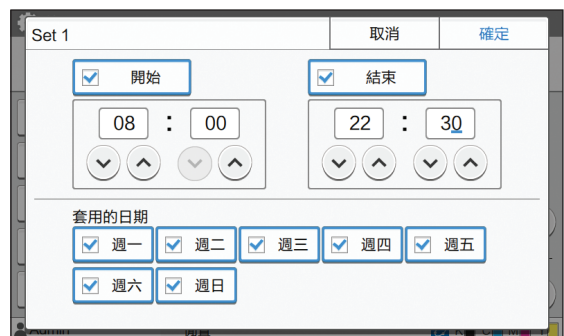 Set 1 取消 確定
開始 結束
08 : 00 22 : 30
套用的日期
週一 週二 週三 週四 週五
週六 週日
Admin